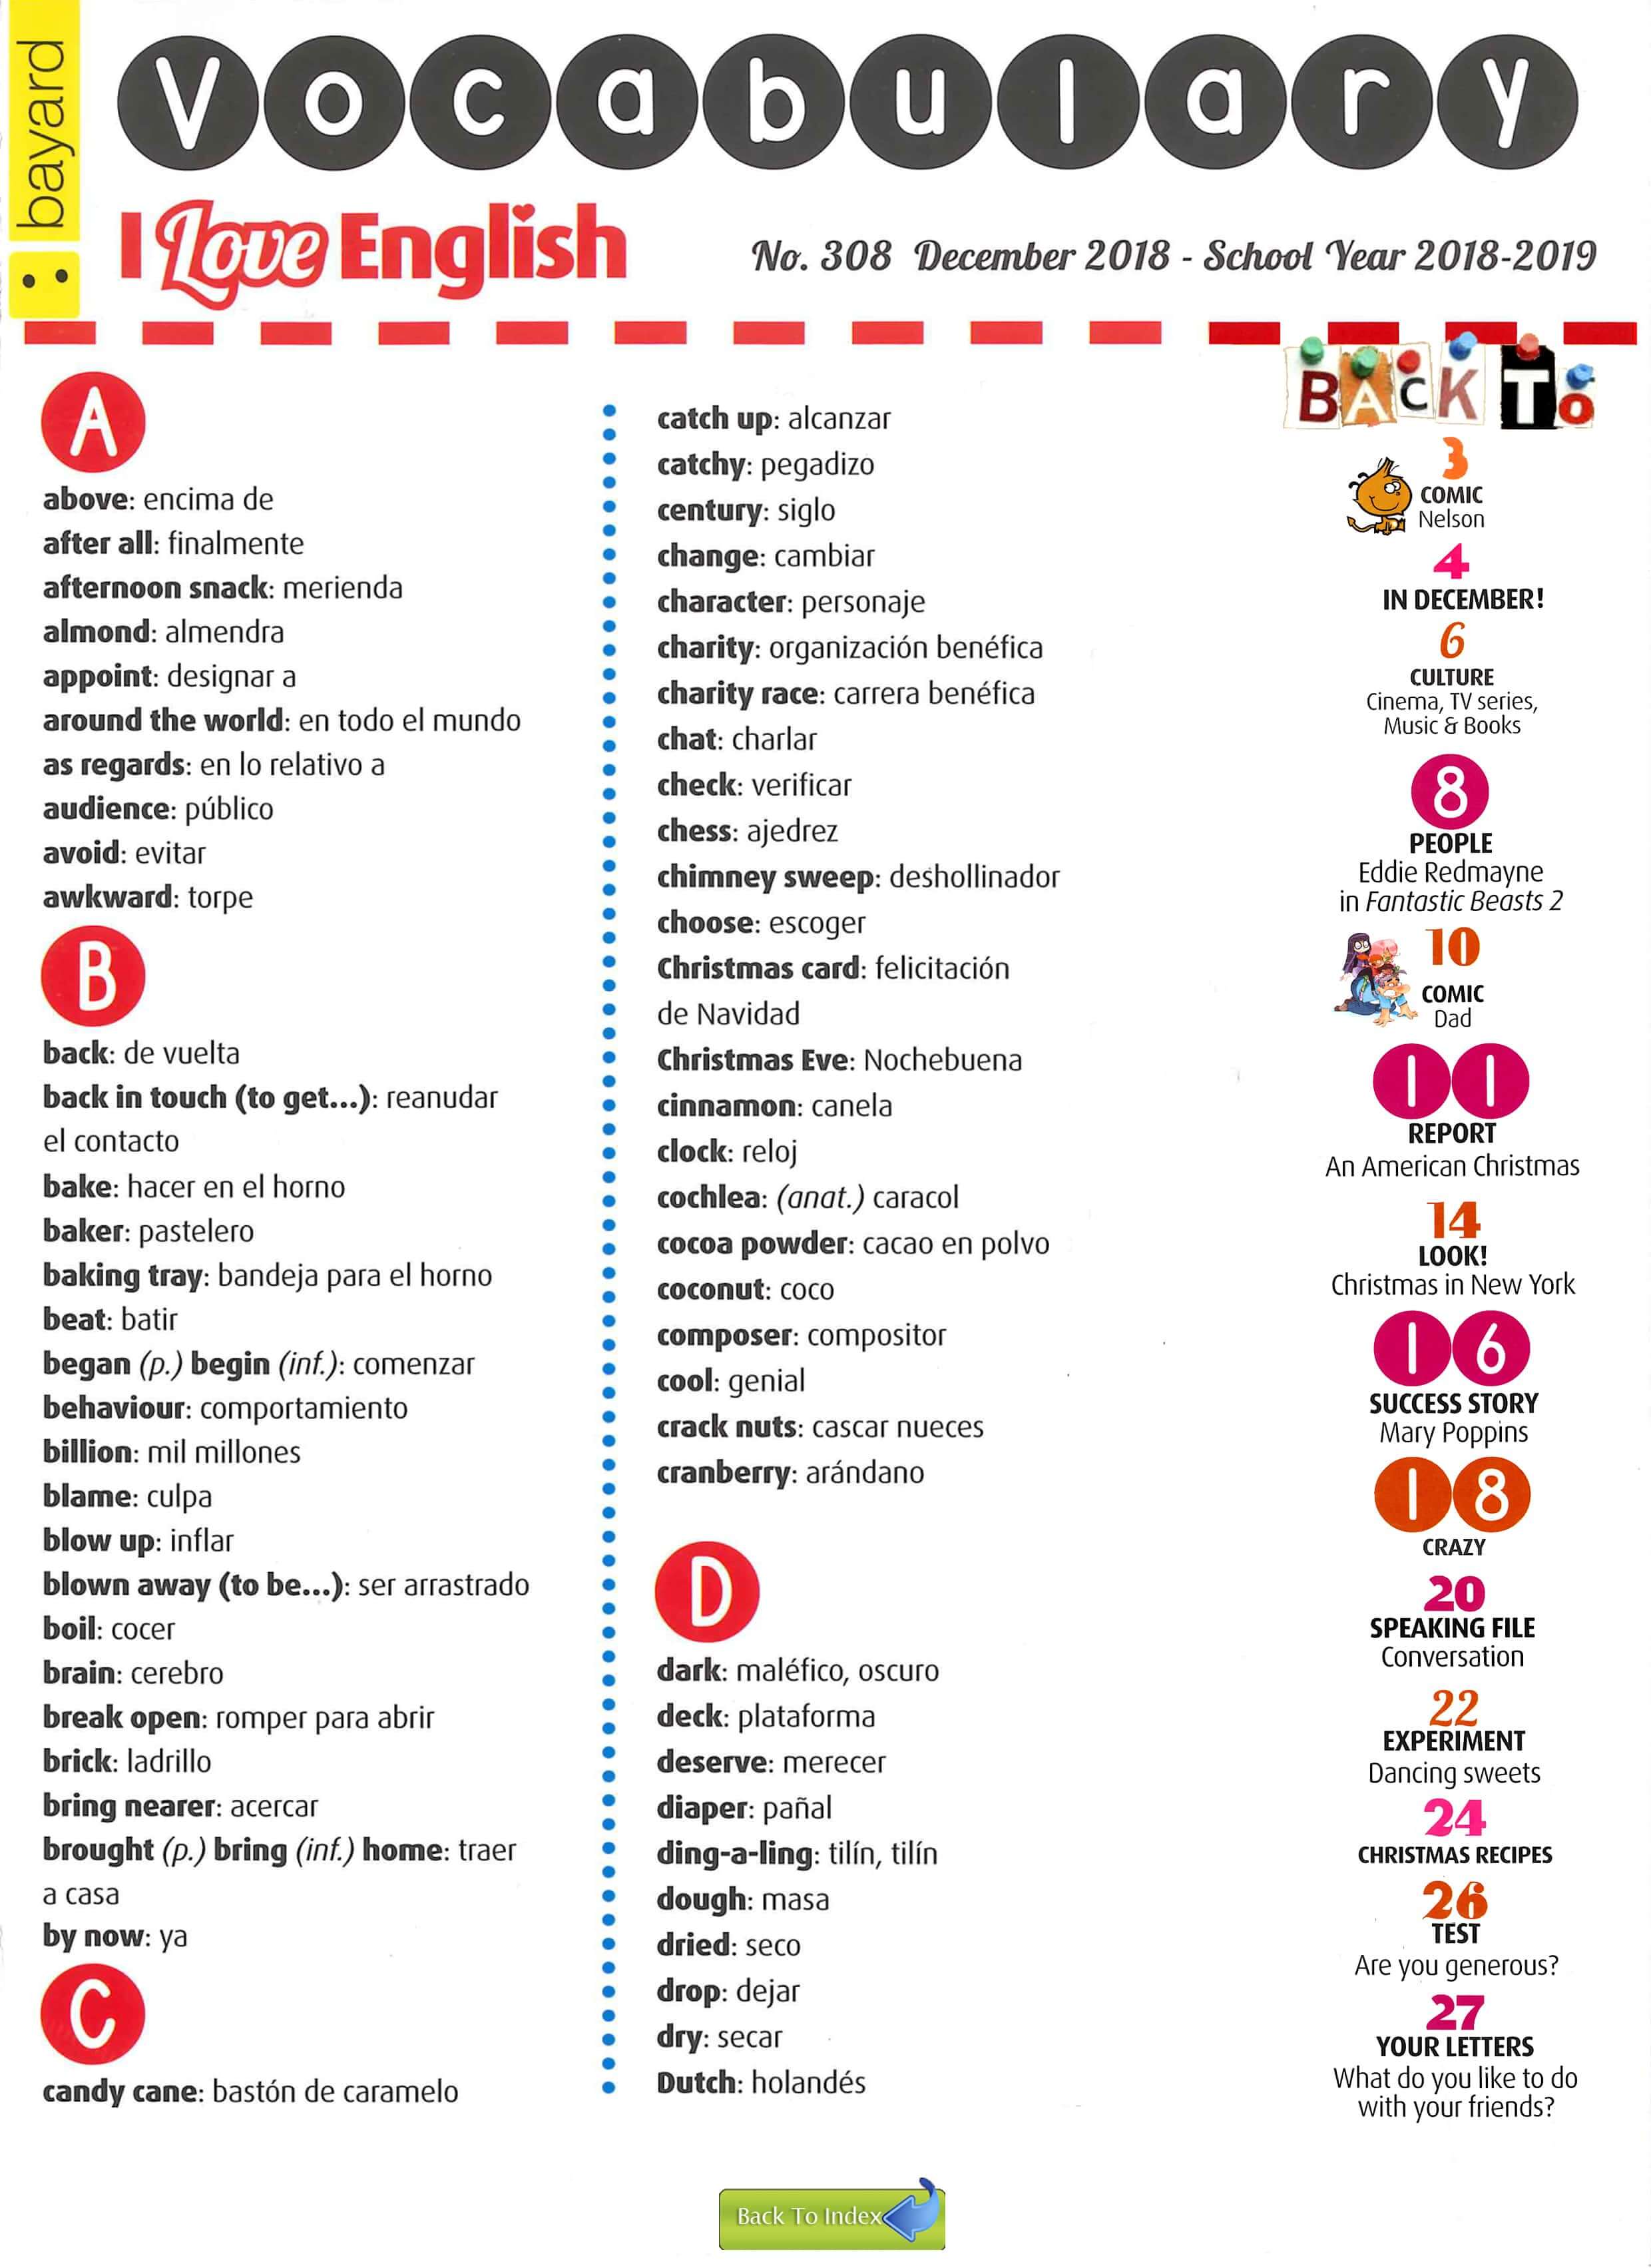 bayard
Vocabulary
I Love English
No. 308 December 2018 - School Year 2018-2019
A
above: encima de
after all: finalmente
afternoon snack: merienda
almond: almendra
appoint: designar a
around the world: en todo el mundo
as regards: en lo relativo a
audience: público
avoid: evitar
awkward: torpe
B
back: de vuelta
back in touch (to get...): reanudar
el contacto
bake: hacer en el horno
baker: pastelero
baking tray: bandeja para el horno
beat: batir
began (p.) begin (inf.): comenzar
behaviour: comportamiento
billion: mil millones
blame: culpa
blow up: inflar
blown away (to be...): ser arrastrado
boil: cocer
brain: cerebro
break open: romper para abrir
brick: ladrillo
bring nearer: acercar
brought (p.) bring (inf.) home: traer
a casa
by now: ya
C
candy cane: bastón de caramelo
catch up: alcanzar
catchy: pegadizo
century: siglo
change: cambiar
character: personaje
charity: organización benéfica
charity race: carrera benéfica
chat: charlar
check: verificar
chess: ajedrez
chimney sweep: deshollinador
choose: escoger
Christmas card: felicitación
de Navidad
Christmas Eve: Nochebuena
cinnamon: canela
clock: reloj
cochlea: (anat.) caracol
cocoa powder: cacao en polvo
coconut: coco
composer: compositor
cool: genial
crack nuts: cascar nueces
cranberry: arándano
D
dark: maléfico, oscuro
deck: plataforma
deserve: merecer
diaper: pañal
ding-a-ling: tilín, tilín
dough: masa
dried: seco
drop: dejar
dry: secar
Dutch: holandés
BACK TO
3
COMIC
Nelson
4
IN DECEMBER!
6
CULTURE
Cinema, TV series,
Music & Books
8
PEOPLE
Eddie Redmayne
in Fantastic Beasts 2
10
COMIC
Dad
11
REPORT
An American Christmas
14
LOOK!
Christmas in New York
16
SUCCESS STORY
Mary Poppins
18
CRAZY
20
SPEAKING FILE
Conversation
22
EXPERIMENT
Dancing sweets
24
CHRISTMAS RECIPES
26
TEST
Are you generous?
27
YOUR LETTERS
What do you like to do
with your friends?
Back To Index